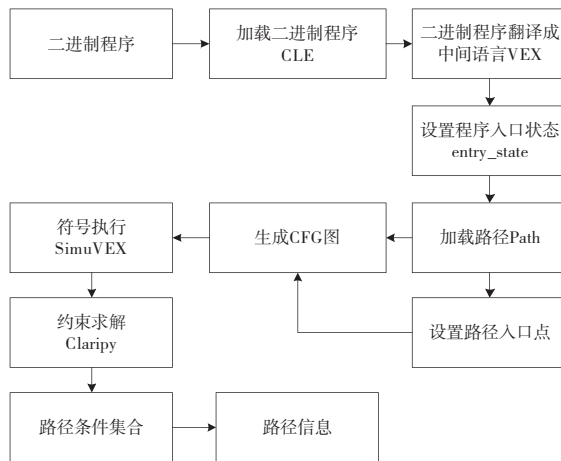 二进制程序
加载二进制程序
CLE
二进制程序翻译成
中间语言VEX
设置程序入口状态
entry_state
符号执行
SimuVEX
生成CFG图
加载路径Path
约束求解
Claripy
设置路径入口点
路径条件集合
路径信息